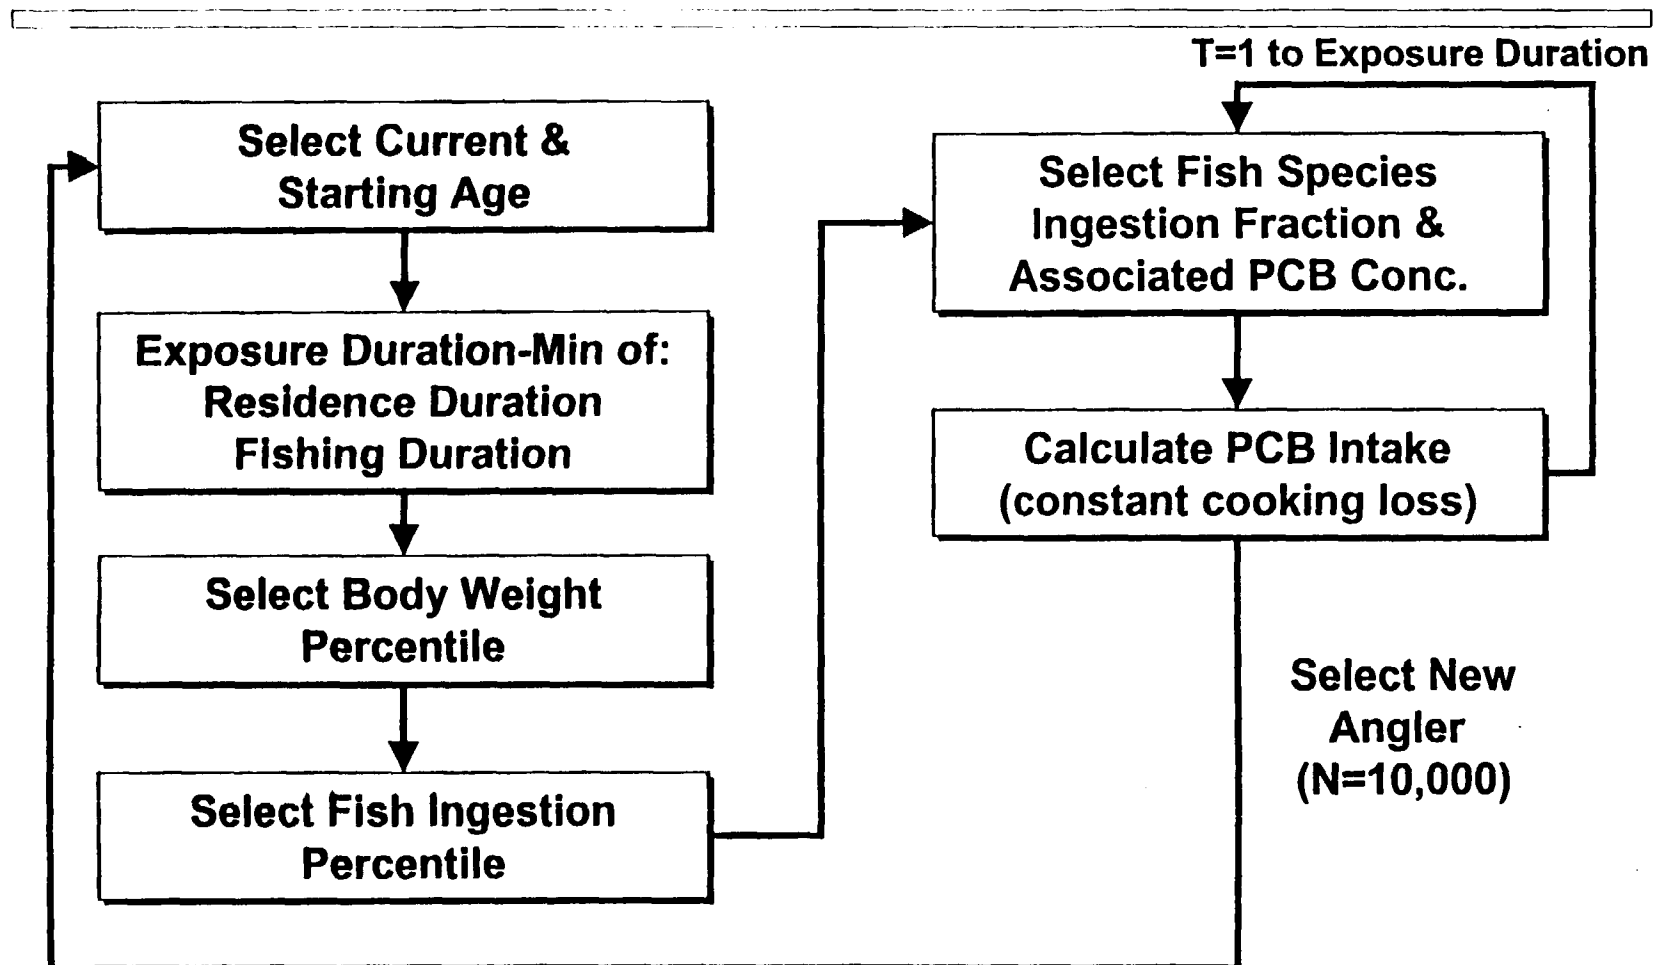 T=1 to Exposure Duration
Select Current &
Starting Age
Exposure Duration-Min of:
Residence Duration
Fishing Duration
Select Body Weight
Percentile
Select Fish Ingestion
Percentile
Select Fish Species
Ingestion Fraction &
Associated PCB Conc.
Calculate PCB Intake
(constant cooking loss)
Select New
Angler
(N=10,000)